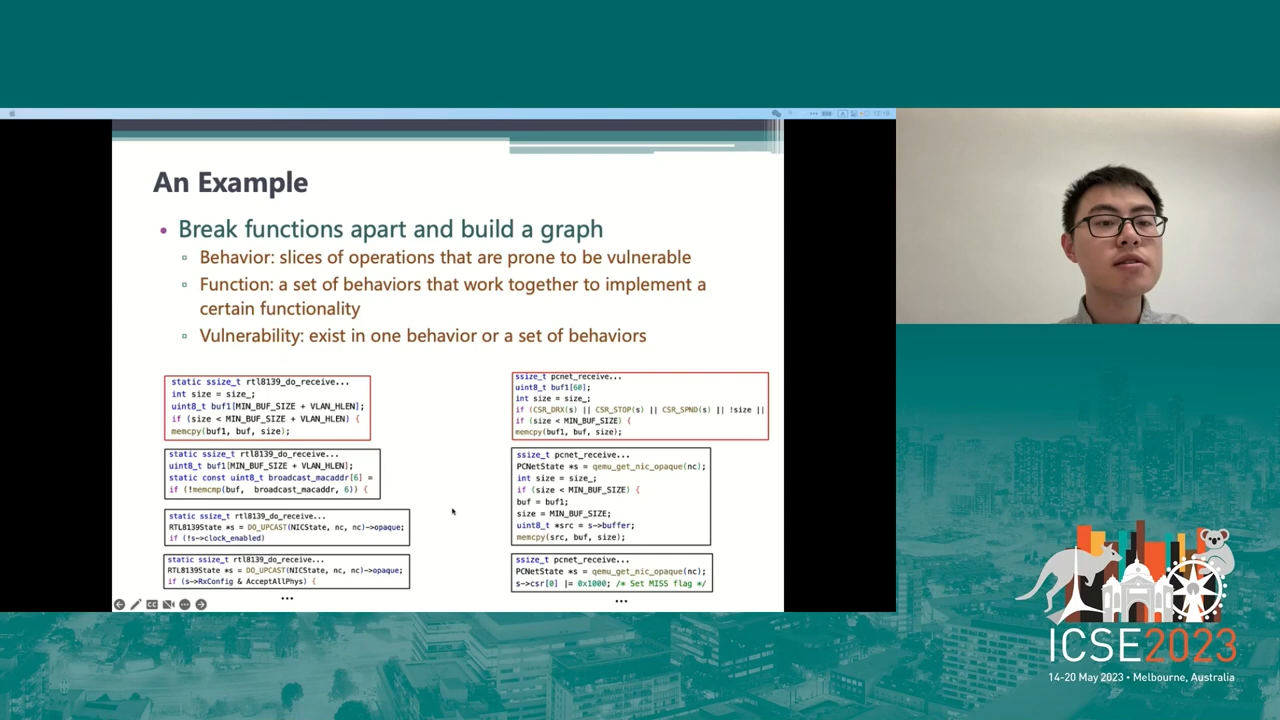 13:19
An Example
• Break functions apart and build a graph
▫ Behavior: slices of operations that are prone to be vulnerable
▫ Function: a set of behaviors that work together to implement a
certain functionality
▫ Vulnerability: exist in one behavior or a set of behaviors
static ssize_t rtl8139_do_receive...
int size = size_;
uint8_t buf1[MIN_BUF_SIZE + VLAN_HLEN];
if (size < MIN_BUF_SIZE + VLAN_HLEN) {
memcpy(buf1, buf, size);
static ssize_t rtl8139_do_receive...
uint8_t buf1[MIN_BUF_SIZE + VLAN_HLEN];
static const uint8_t broadcast_macaddr[6] =
if (!memcmp(buf, broadcast_macaddr, 6)) {
static ssize_t rtl8139_do_receive...
RTL8139State *s = DO_UPCAST(NICState, nc, nc)->opaque;
if (!s->clock_enabled)
static ssize_t rtl8139_do_receive...
RTL8139State *s = DO_UPCAST(NICState, nc, nc)->opaque;
if (s->RxConfig & AcceptAllPhys) {
...
ssize_t pcnet_receive...
uint8_t buf1[60];
int size = size_;
if (CSR_DRX(s) || CSR_STOP(s) || CSR_SPND(s) || !size ||
if (size < MIN_BUF_SIZE) {
memcpy(buf1, buf, size);
ssize_t pcnet_receive...
PCNetState *s = qemu_get_nic_opaque(nc);
int size = size_;
if (size < MIN_BUF_SIZE) {
buf = buf1;
size = MIN_BUF_SIZE;
uint8_t *src = s->buffer;
memcpy(src, buf, size);
ssize_t pcnet_receive...
PCNetState *s = qemu_get_nic_opaque(nc);
s->csr[0] |= 0x1000; /* Set MISS flag */
...
ICSE2023
14-20 May 2023 • Melbourne, Australia